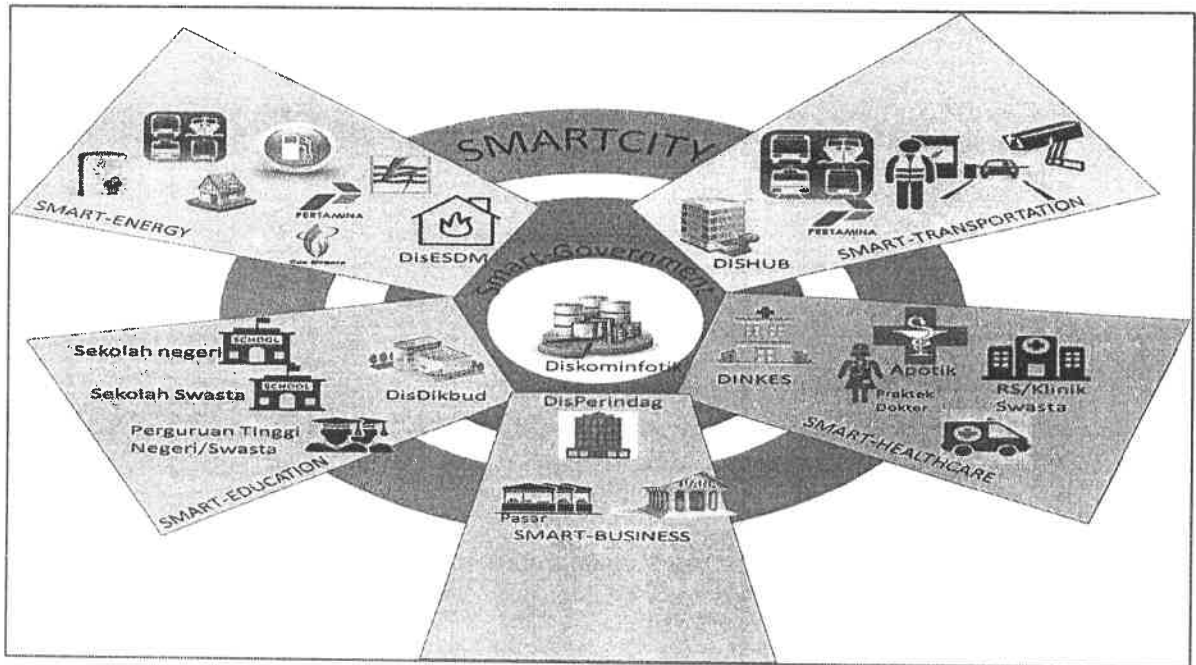 SMARTCITY
Smart-Government
Diskominfotik
PERTAMINA
DisESDM
SMART-ENERGY
PERTAMINA
DISHUB
SMART-TRANSPORTATION
SCHOOL
Sekolah negeri
SCHOOL
Sekolah Swasta
DisDikbud
Perguruan Tinggi
Negeri/Swasta
SMART-EDUCATION
DINKES
Apotik
Praktek
Dokter
RS/Klinik
Swasta
SMART-HEALTHCARE
DisPerindag
BANK
Pasar
SMART-BUSINESS